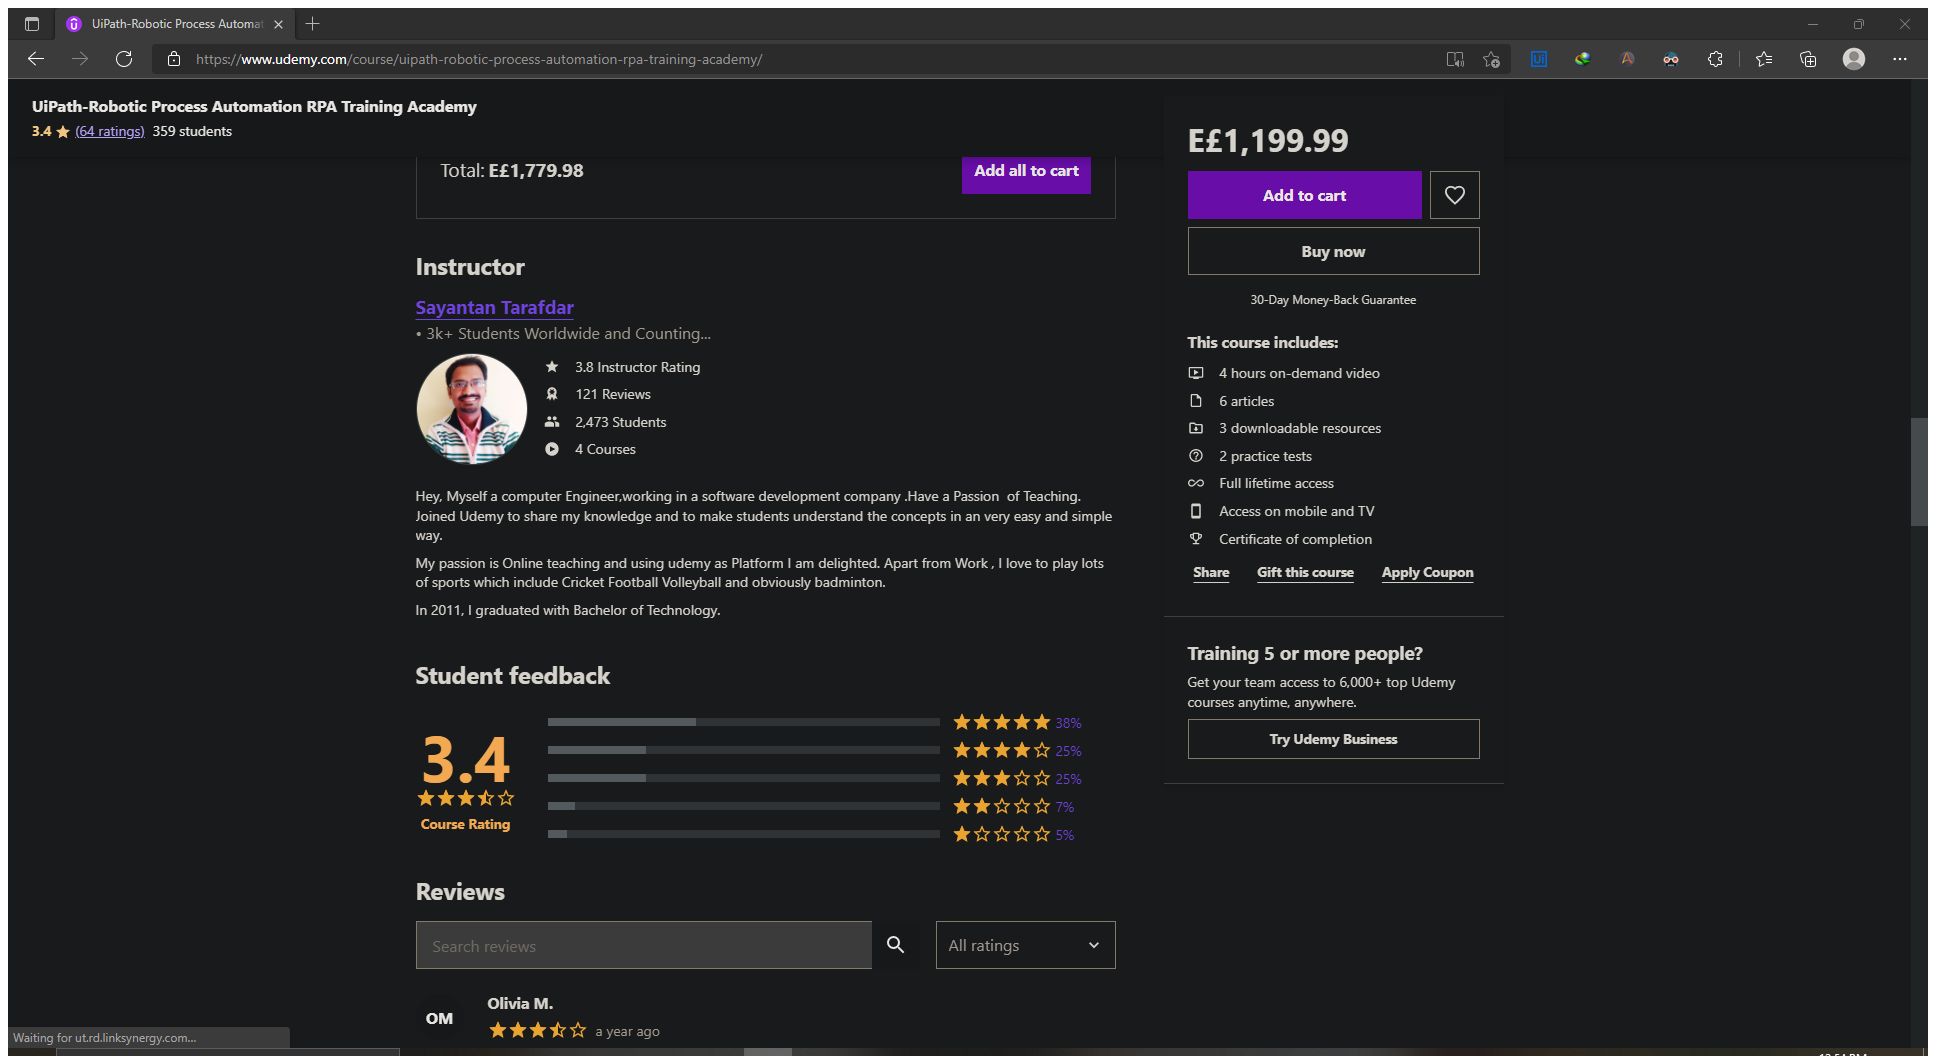 UiPath-Robotic Process Automat
https://www.udemy.com/course/uipath-robotic-process-automation-rpa-training-academy/
UiPath-Robotic Process Automation RPA Training Academy
3.4 ★ (64 ratings) 359 students
Total: E£1,779.98
Add all to cart
Instructor
Sayantan Tarafdar
• 3k+ Students Worldwide and Counting...
3.8 Instructor Rating
121 Reviews
2,473 Students
4 Courses
Hey, Myself a computer Engineer,working in a software development company .Have a Passion  of Teaching.
Joined Udemy to share my knowledge and to make students understand the concepts in an very easy and simple
way.
My passion is Online teaching and using udemy as Platform I am delighted. Apart from Work , I love to play lots
of sports which include Cricket Football Volleyball and obviously badminton.
In 2011, I graduated with Bachelor of Technology.
Student feedback
3.4
Course Rating
38%
25%
25%
7%
5%
Reviews
Search reviews
All ratings
OM
Olivia M.
a year ago
E£1,199.99
Add to cart
Buy now
30-Day Money-Back Guarantee
This course includes:
4 hours on-demand video
6 articles
3 downloadable resources
2 practice tests
Full lifetime access
Access on mobile and TV
Certificate of completion
Share Gift this course Apply Coupon
Training 5 or more people?
Get your team access to 6,000+ top Udemy
courses anytime, anywhere.
Try Udemy Business
Waiting for ut.rd.linksynergy.com...